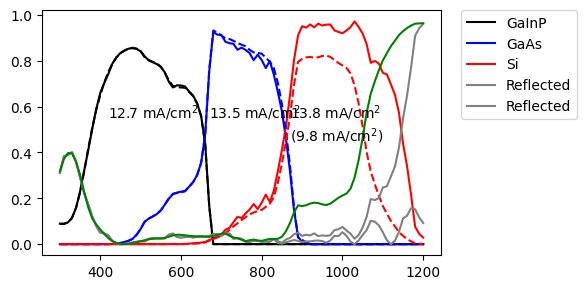 1.0
0.8
0.6
0.4
0.2
0.0
400
600
800
1000
1200
12.7 mA/cm²
13.5 mA/cm²
13.8 mA/cm²
(9.8 mA/cm²)
GaInP
GaAs
Si
Reflected
Reflected